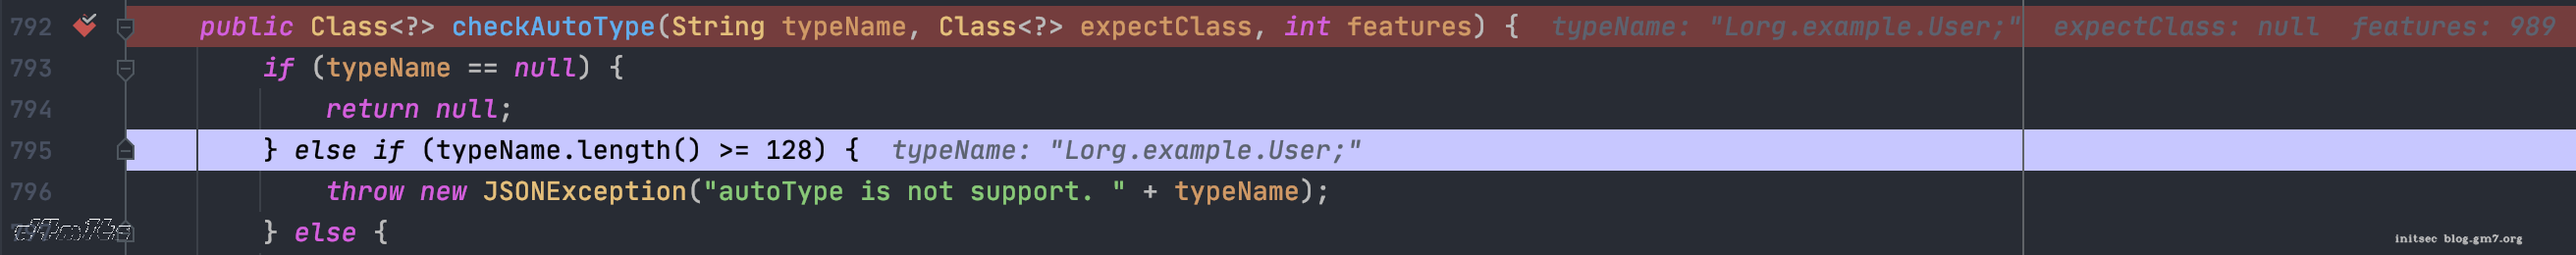 792 public Class<?> checkAutoType(String typeName, Class<?> expectClass, int features) { typeName: "Lorg.example.User;" expectClass: null features: 989
793 if (typeName == null) {
794 return null;
795 } else if (typeName.length() >= 128) { typeName: "Lorg.example.User;"
796 throw new JSONException("autoType is not support. " + typeName);
} else {
initsec blog.gm7.org